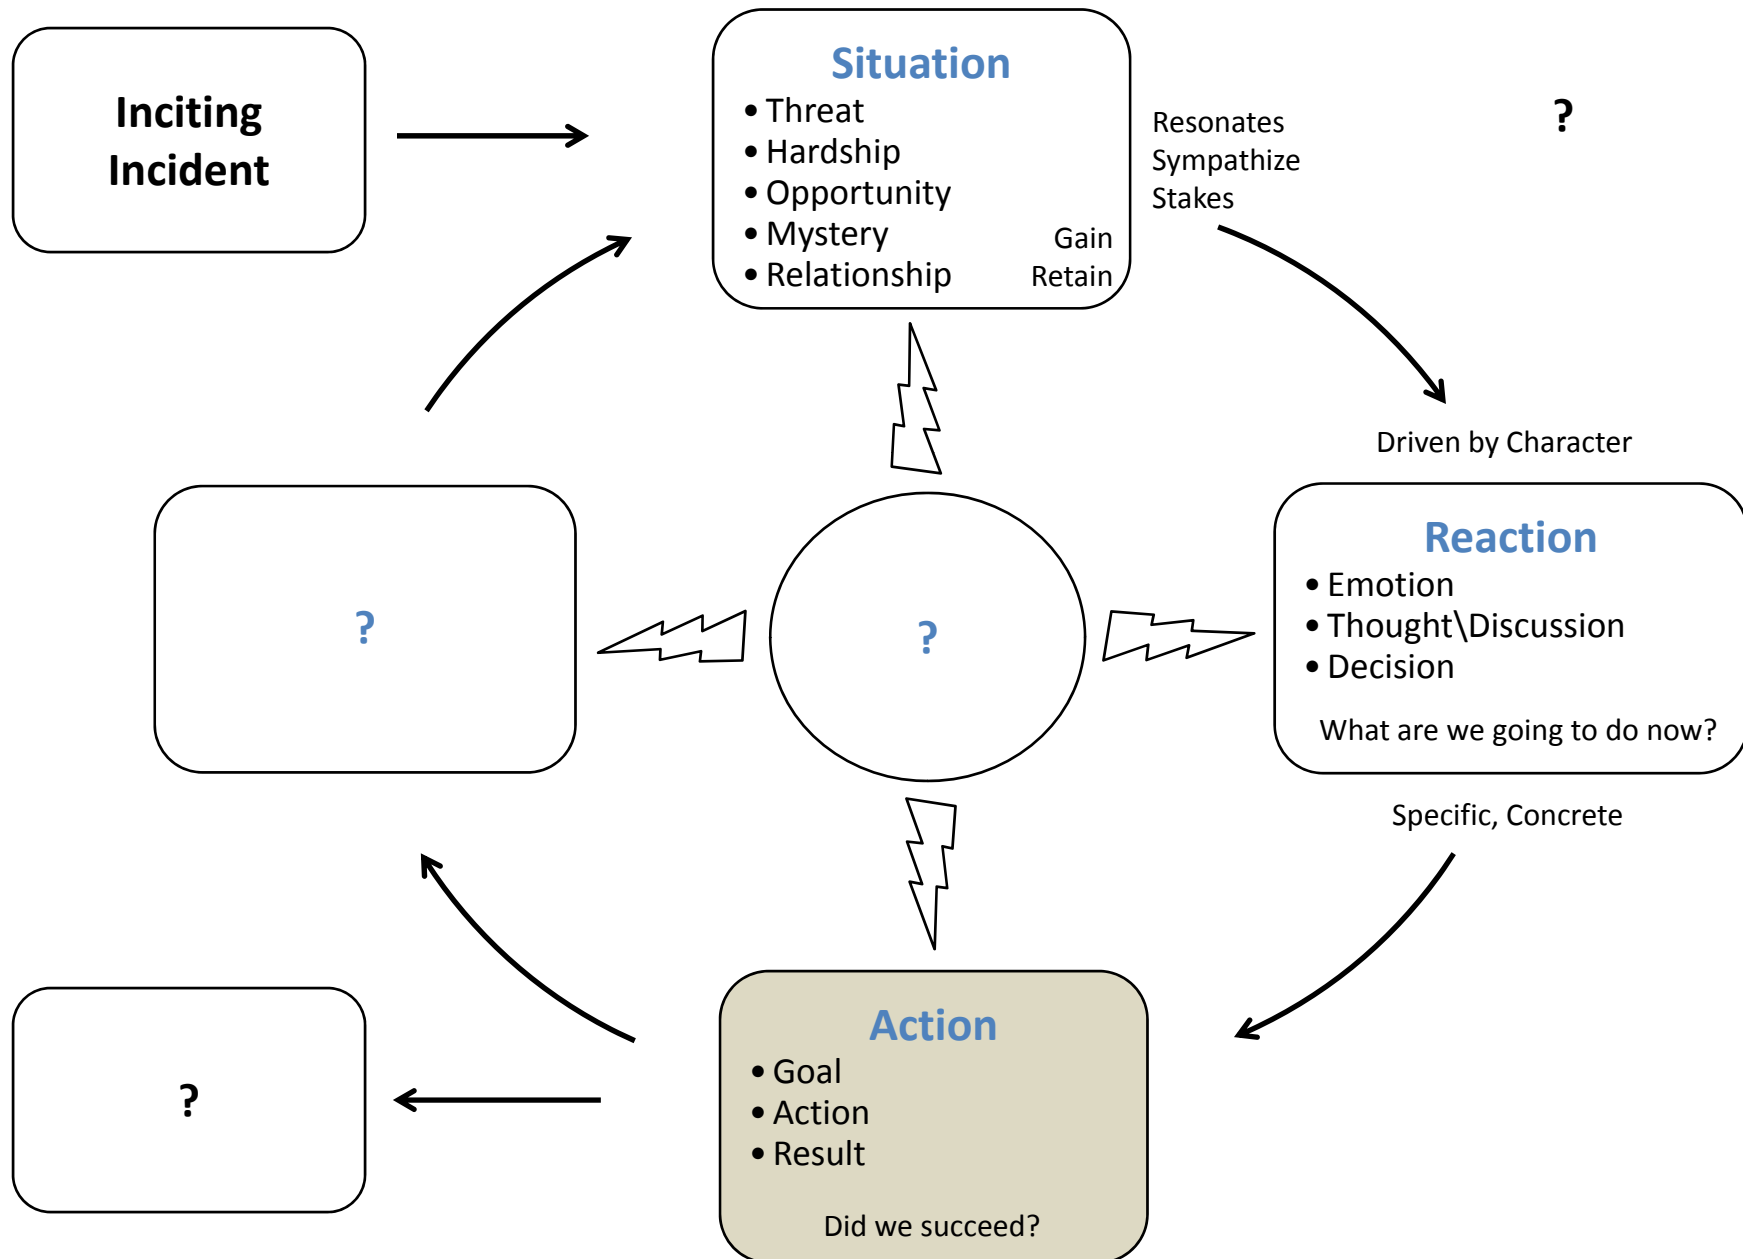 Inciting
Incident
Situation
• Threat
• Hardship
• Opportunity
• Mystery
• Relationship
Gain
Retain
Resonates
Sympathize
Stakes
?
Driven by Character
Reaction
• Emotion
• Thought\Discussion
• Decision
What are we going to do now?
Specific, Concrete
?
?
Action
• Goal
• Action
• Result
Did we succeed?
?